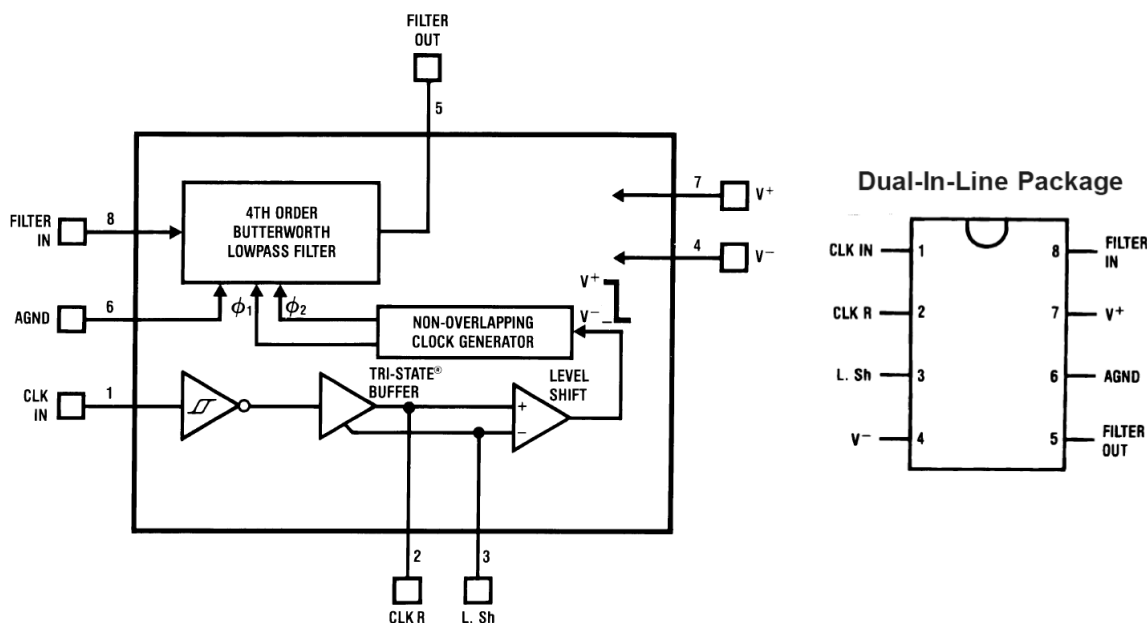 FILTER
OUT
5
7
V+
4
V−
FILTER
IN
8
4TH ORDER
BUTTERWORTH
LOWPASS FILTER
AGND
6
ϕ1
ϕ2
V+
V−
NON-OVERLAPPING
CLOCK GENERATOR
TRI-STATE®
BUFFER
LEVEL
SHIFT
CLK
IN
1
+
−
2
3
CLK R
L. Sh
Dual-In-Line Package
CLK IN
1
8
FILTER
IN
CLK R
2
7
V+
L. Sh
3
6
AGND
V−
4
5
FILTER
OUT